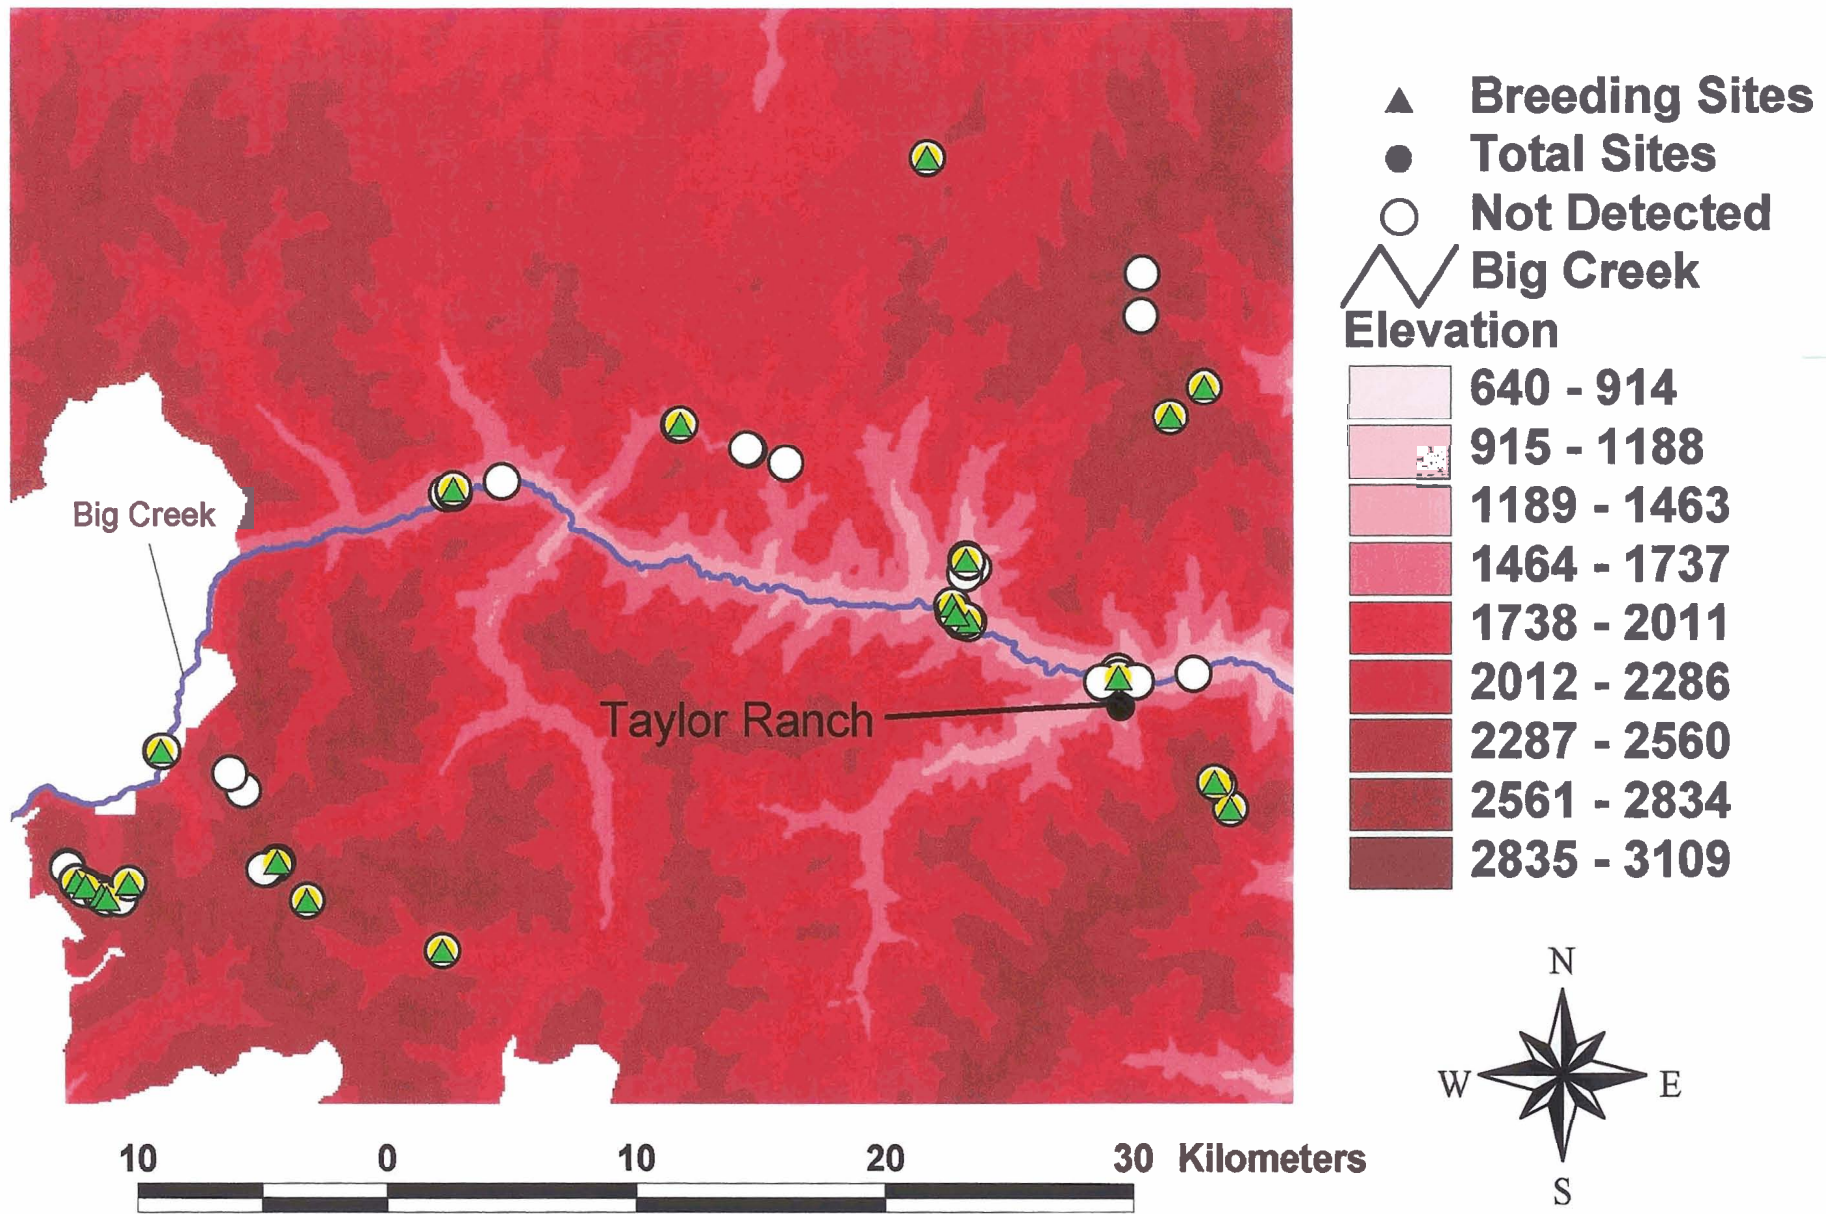 Breeding Sites
Total Sites
Not Detected
Big Creek
Elevation
640 - 914
915 - 1188
1189 - 1463
1464 - 1737
1738 - 2011
2012 - 2286
2287 - 2560
2561 - 2834
2835 - 3109
Big Creek
Taylor Ranch
N
W E
S
10 0 10 20 30 Kilometers